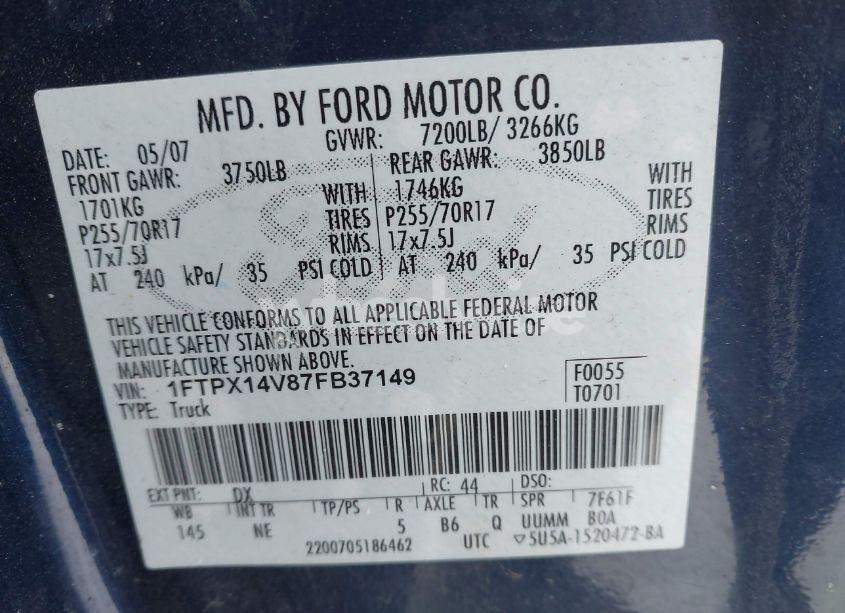 MFD. BY FORD MOTOR CO.
DATE: 05/07 GVWR: 7200LB/ 3266KG
FRONT GAWR: 3750LB REAR GAWR: 3850LB
1701KG WITH 1746KG WITH
P255/70R17 TIRES P255/70R17 TIRES
17x7.5J RIMS 17x7.5J RIMS
AT 240 kPa/ 35 PSI COLD AT 240 kPa/ 35 PSI COLD
THIS VEHICLE CONFORMS TO ALL APPLICABLE FEDERAL MOTOR
VEHICLE SAFETY STANDARDS IN EFFECT ON THE DATE OF
MANUFACTURE SHOWN ABOVE.
VIN: 1FTPX14V87FB37149 F0055
TYPE: Truck T0701
EXT PNT: DX RC: 44 DSO:
WB INT TR TP/PS R AXLE TR SPR 7F61F
145 NE 5 B6 Q UUMM BOA
2200705186462 UTC ▽5U5A-1520472-BA